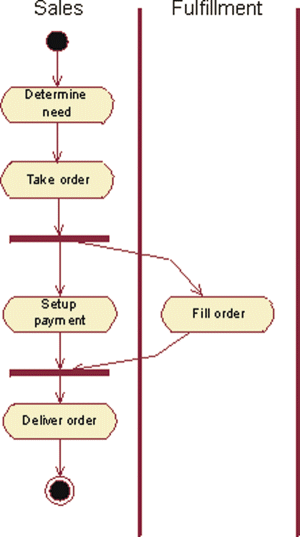 Sales Fulfillment
Determine
need
Take order
Setup
payment
Fill order
Deliver order